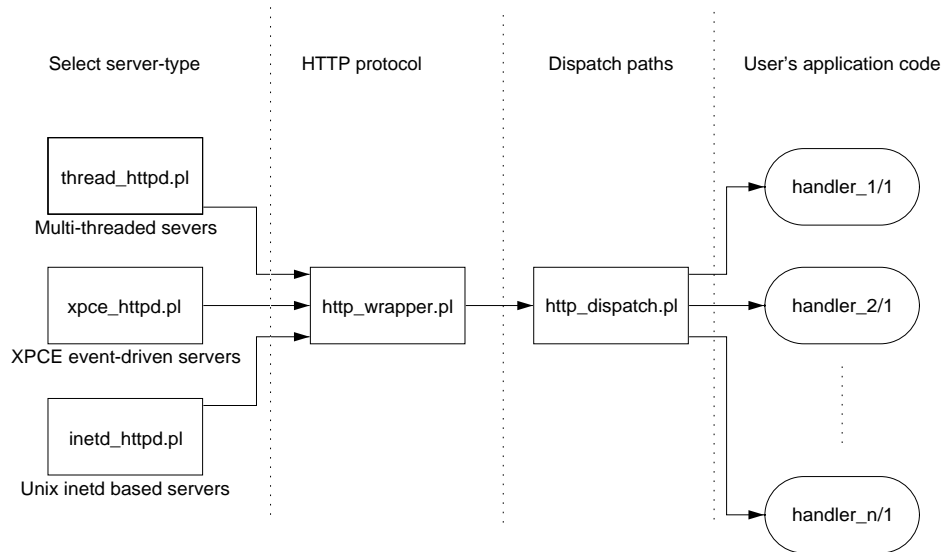 Select server-type
HTTP protocol
Dispatch paths
User's application code
thread_httpd.pl
Multi-threaded severs
xpce_httpd.pl
XPCE event-driven servers
inetd_httpd.pl
Unix inetd based servers
http_wrapper.pl
http_dispatch.pl
handler_1/1
handler_2/1
handler_n/1